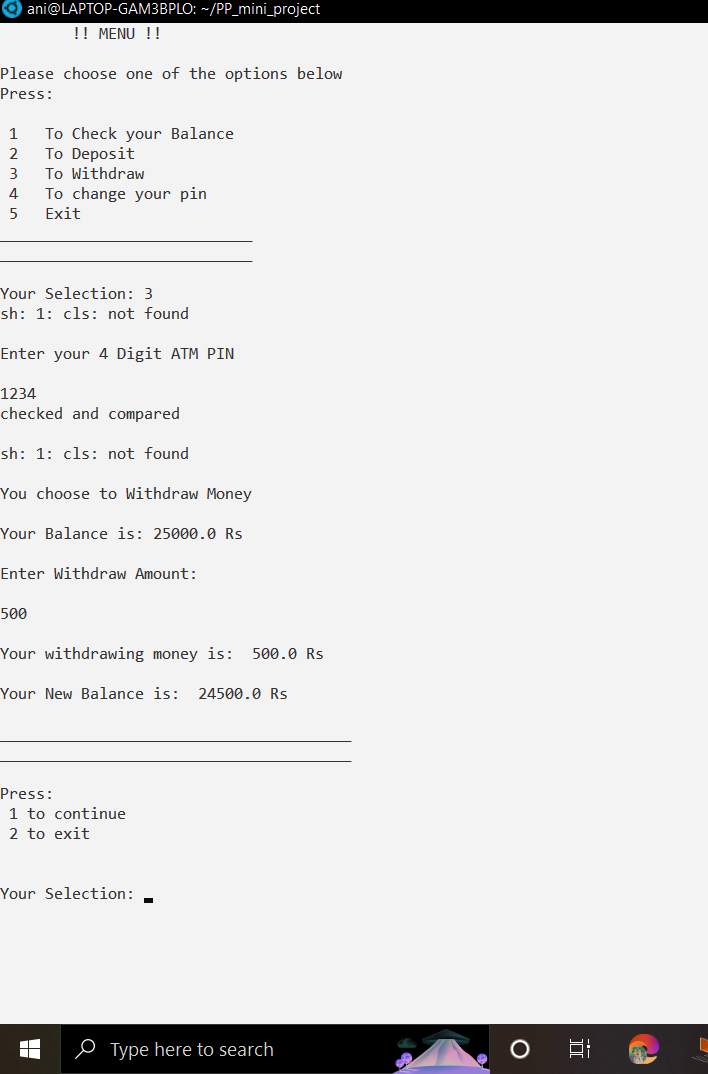 ani@LAPTOP-GAM3BPLO: ~/PP_mini_project
!! MENU !!
Please choose one of the options below
Press:
1 To Check your Balance
2 To Deposit
3 To Withdraw
4 To change your pin
5 Exit
____________________________
____________________________
Your Selection: 3
sh: 1: cls: not found
Enter your 4 Digit ATM PIN
1234
checked and compared
sh: 1: cls: not found
You choose to Withdraw Money
Your Balance is: 25000.0 Rs
Enter Withdraw Amount:
500
Your withdrawing money is:  500.0 Rs
Your New Balance is:  24500.0 Rs
_______________________________________
_______________________________________
Press:
1 to continue
2 to exit
Your Selection:
Type here to search